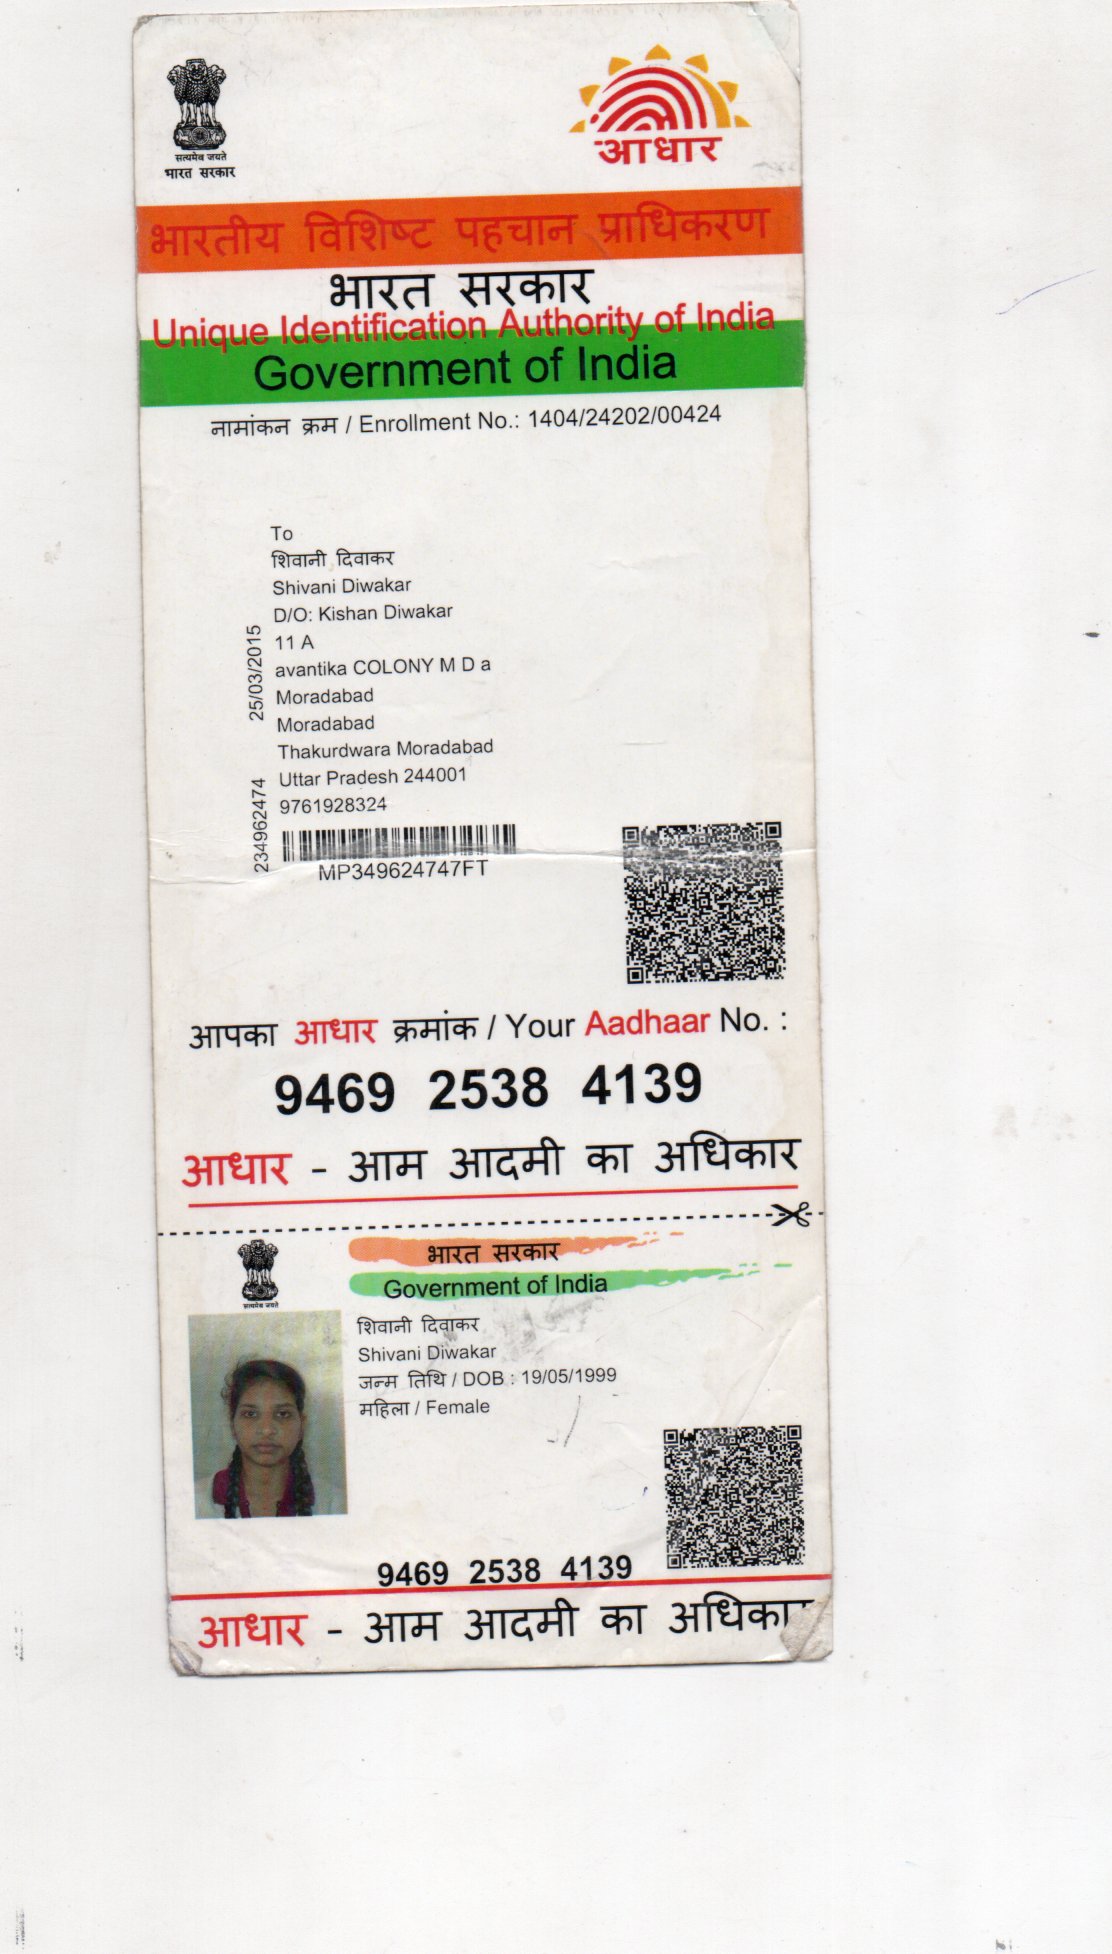 सत्यमेव जयते
भारत सरकार
आधार
भारतीय विशिष्ट पहचान प्राधिकरण
भारत सरकार
Unique Identification Authority of India
Government of India
नामांकन क्रम / Enrollment No.: 1404/24202/00424
To
शिवानी दिवाकर
Shivani Diwakar
D/O: Kishan Diwakar
11 A
avantika COLONY M D a
Moradabad
Moradabad
Thakurdwara Moradabad
Uttar Pradesh 244001
9761928324
25/03/2015
234962474
MP349624747FT
आपका आधार क्रमांक / Your Aadhaar No. :
9469 2538 4139
आधार - आम आदमी का अधिकार
भारत सरकार
Government of India
सत्यमेव जयते
शिवानी दिवाकर
Shivani Diwakar
जन्म तिथि / DOB : 19/05/1999
महिला / Female
9469 2538 4139
आधार - आम आदमी का